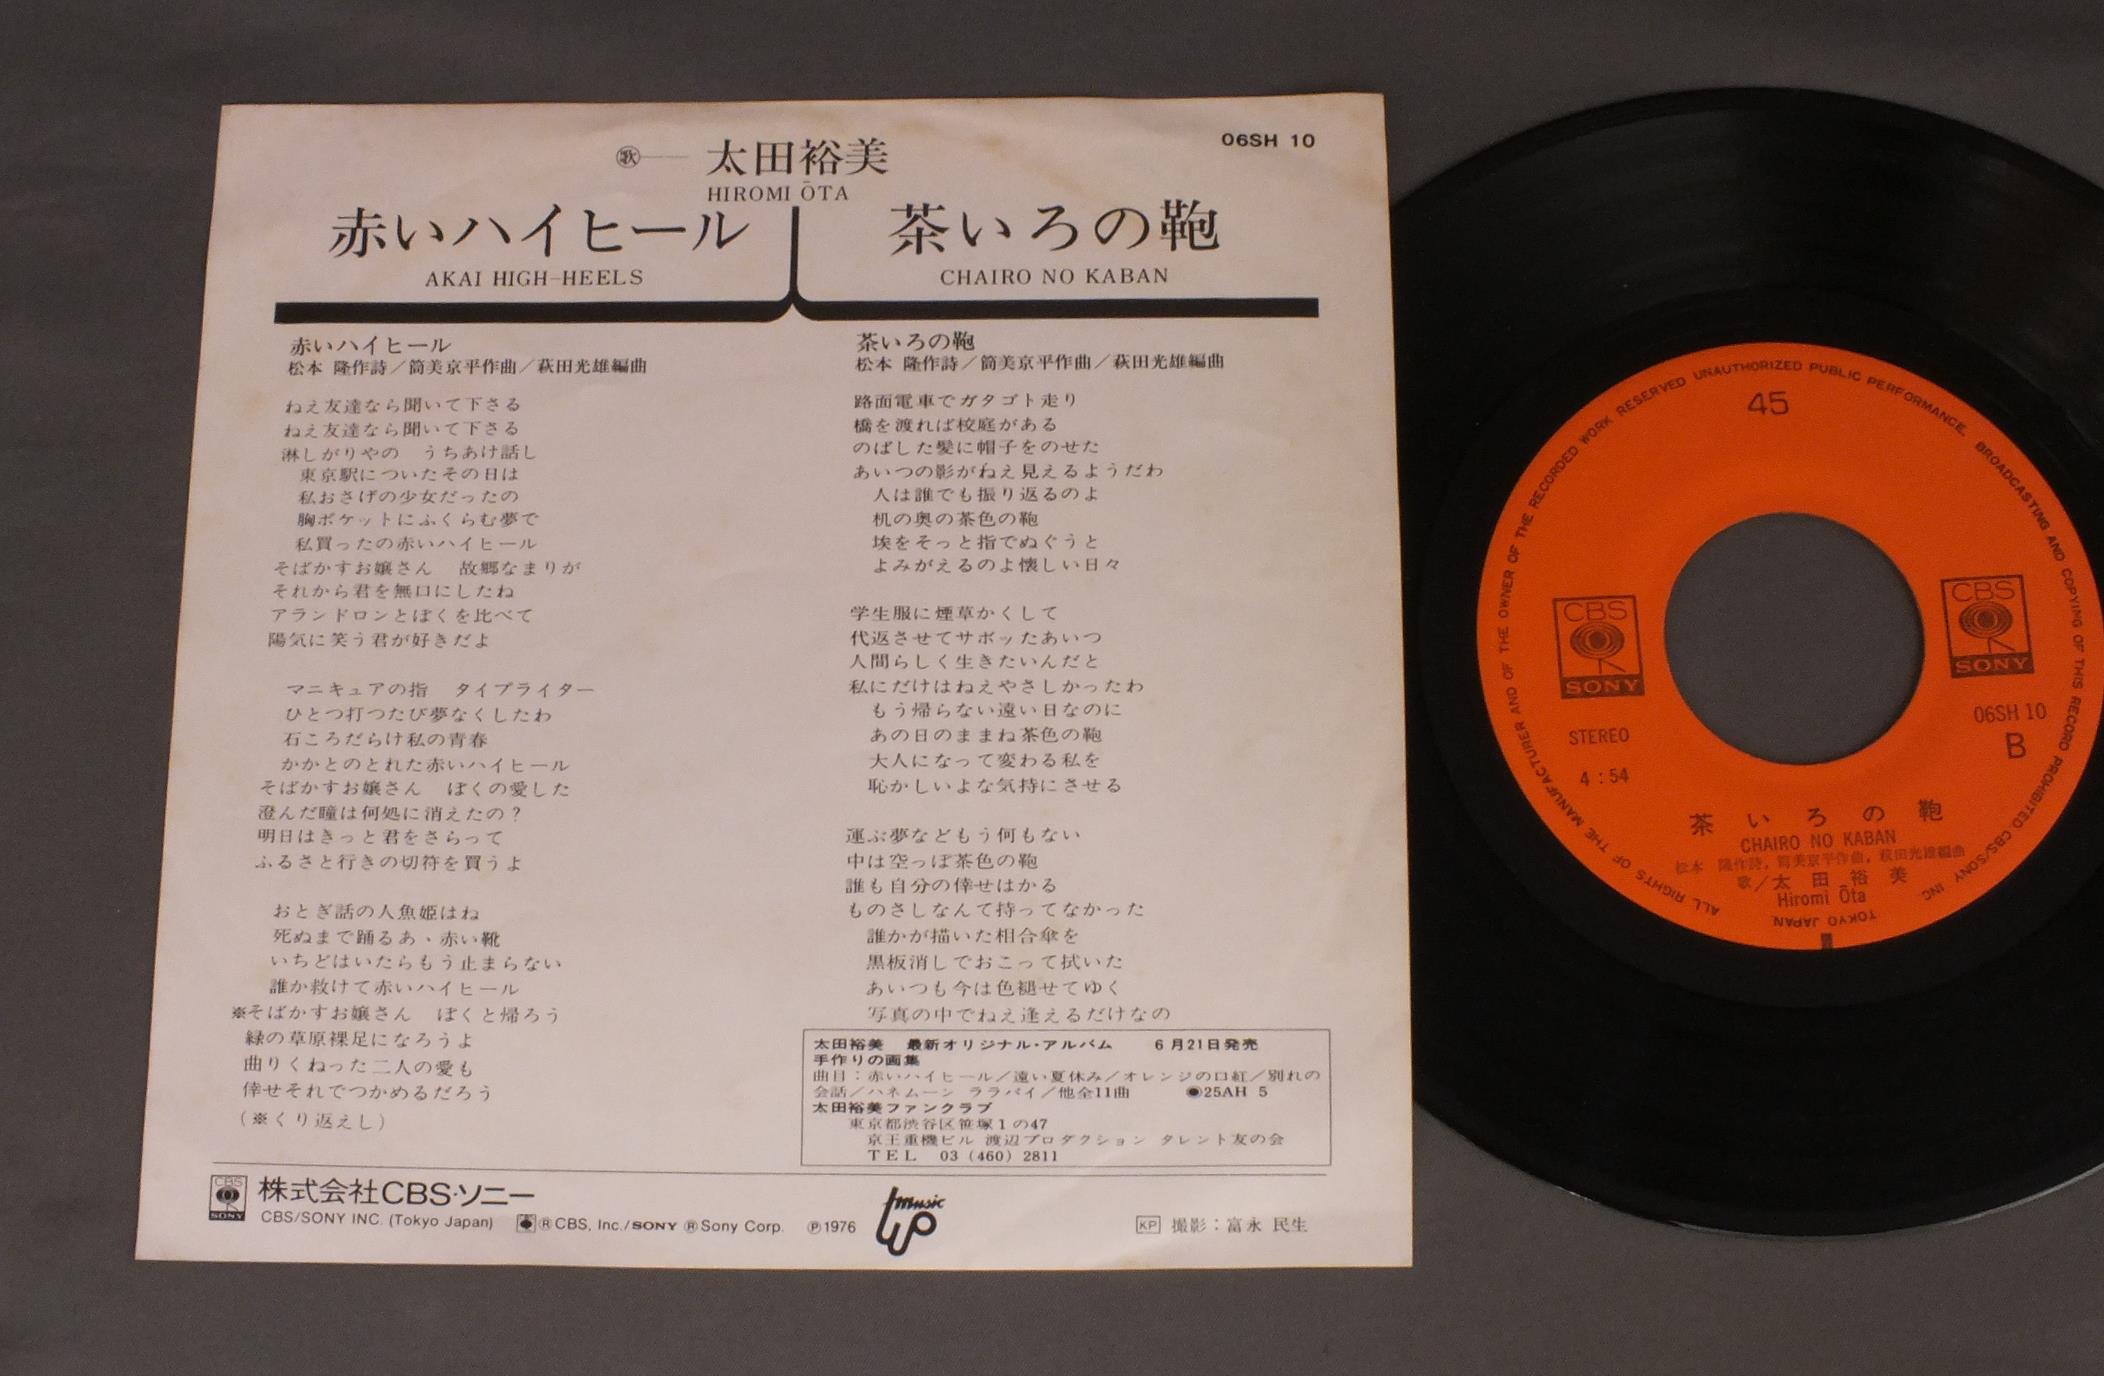 06SH 10
歌 太田裕美
HIROMI ŌTA
赤いハイヒール
AKAI HIGH-HEELS
茶いろの鞄
CHAIRO NO KABAN
赤いハイヒール
松本 隆作詩／筒美京平作曲／萩田光雄編曲
ねえ友達なら聞いて下さる
ねえ友達なら聞いて下さる
淋しがりやの うちあけ話し
東京駅についたその日は
私おさげの少女だったの
胸ポケットにふくらむ夢で
私買ったの赤いハイヒール
そばかすお嬢さん 故郷なまりが
それから君を無口にしたね
アランドロンとぼくを比べて
陽気に笑う君が好きだよ
マニキュアの指 タイプライター
ひとつ打つたび夢なくしたわ
石ころだらけ私の青春
かかとのとれた赤いハイヒール
そばかすお嬢さん ぼくの愛した
澄んだ瞳は何処に消えたの？
明日はきっと君をさらって
ふるさと行きの切符を買うよ
おとぎ話の人魚姫はね
死ぬまで踊るあゝ赤い靴
いちどはいたらもう止まらない
誰か救けて赤いハイヒール
※そばかすお嬢さん ぼくと帰ろう
緑の草原裸足になろうよ
曲りくねった二人の愛も
倖せそれでつかめるだろう
(※くり返えし)
茶いろの鞄
松本 隆作詩／筒美京平作曲／萩田光雄編曲
路面電車でガタゴト走り
橋を渡れば校庭がある
のばした髪に帽子をのせた
あいつの影がねえ見えるようだわ
人は誰でも振り返るのよ
机の奥の茶色の鞄
埃をそっと指でぬぐうと
よみがえるのよ懐しい日々
学生服に煙草かくして
代返させてサボッたあいつ
人間らしく生きたいんだと
私にだけはねえやさしかったわ
もう帰らない遠い日なのに
あの日のままね茶色の鞄
大人になって変わる私を
恥かしいよな気持にさせる
運ぶ夢などもう何もない
中は空っぽ茶色の鞄
誰も自分の倖せはかる
ものさしなんて持ってなかった
誰かが描いた相合傘を
黒板消しでおこって拭いた
あいつも今は色褪せてゆく
写真の中でねえ逢えるだけなの
太田裕美 最新オリジナル・アルバム 6月21日発売
手作りの画集
曲目：赤いハイヒール／遠い夏休み／オレンジの口紅／別れの
会話／ハネムーン ララバイ／他全11曲 ●25AH 5
太田裕美ファンクラブ
東京都渋谷区笹塚1の47
京王重機ビル 渡辺プロダクション タレント友の会
TEL 03 (460) 2811
CBS SONY 株式会社CBS・ソニー
CBS/SONY INC. (Tokyo Japan) ®CBS, Inc./SONY ®Sony Corp. Ⓟ1976
music up
KP 撮影：富永 民生
ALL RIGHTS OF THE MANUFACTURER AND OF THE OWNER OF THE RECORDED WORK RESERVED UNAUTHORIZED PUBLIC PERFORMANCE, BROADCASTING AND COPYING OF THIS RECORD PROHIBITED. CBS/SONY INC. TOKYO JAPAN
45
CBS SONY
CBS SONY
06SH 10
B
STEREO
4:54
茶いろの鞄
CHAIRO NO KABAN
松本 隆作詩, 筒美京平作曲, 萩田光雄編曲
歌／太田裕美
Hiromi Ōta